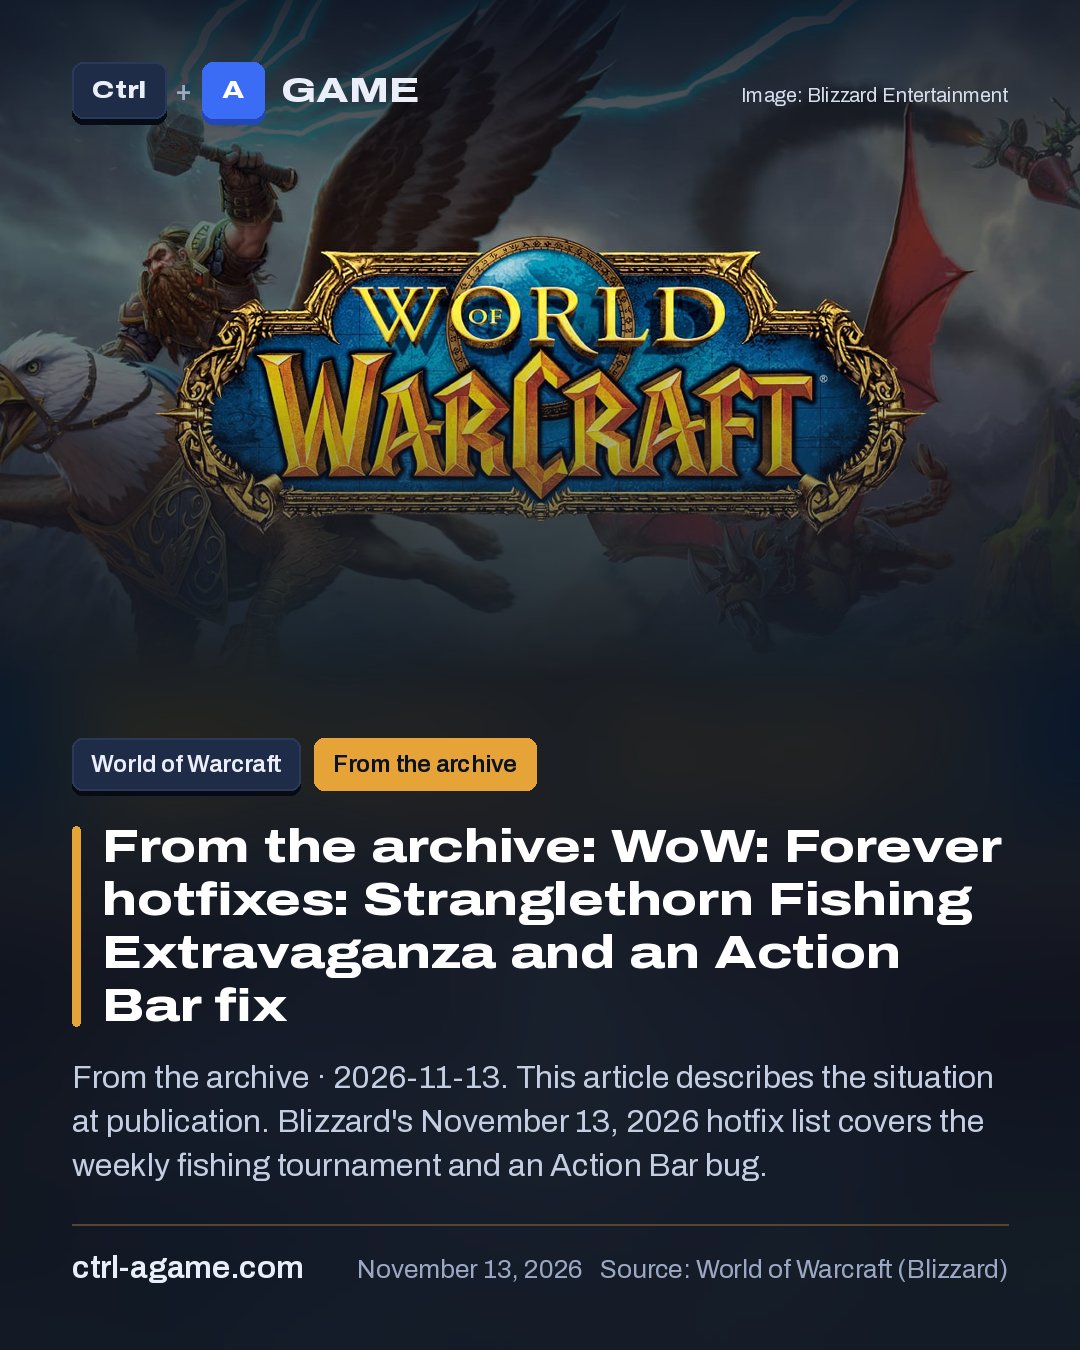 Ctrl + A GAME
Image: Blizzard Entertainment
WORLD
OF
WARCRAFT®
World of Warcraft
From the archive
From the archive: WoW: Forever
hotfixes: Stranglethorn Fishing
Extravaganza and an Action
Bar fix
From the archive · 2026-11-13. This article describes the situation
at publication. Blizzard's November 13, 2026 hotfix list covers the
weekly fishing tournament and an Action Bar bug.
ctrl-agame.com
November 13, 2026
Source: World of Warcraft (Blizzard)